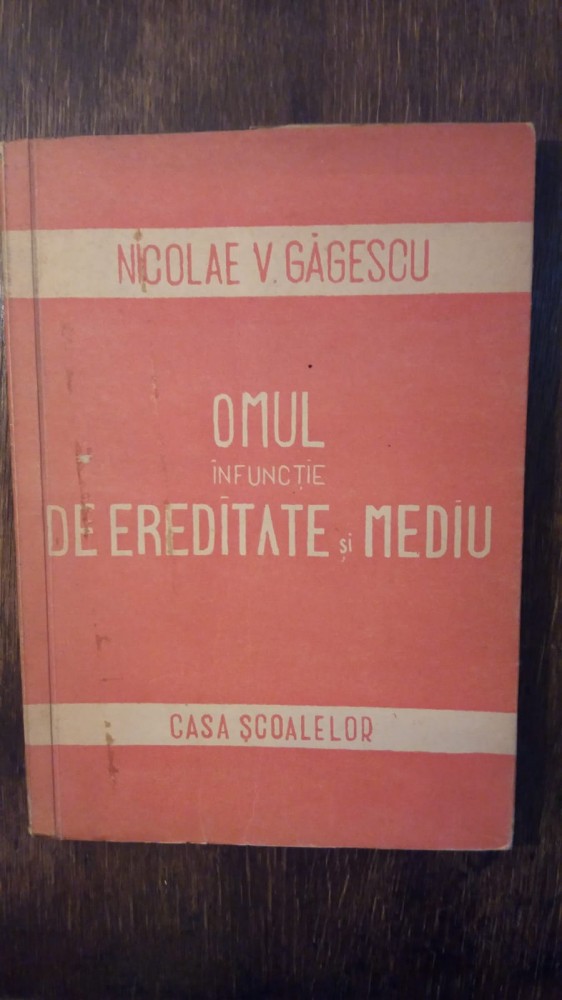 NICOLAE V. GĂGESCU
OMUL
ÎN FUNCȚIE
DE EREDITATE și MEDIU
CASA ȘCOALELOR